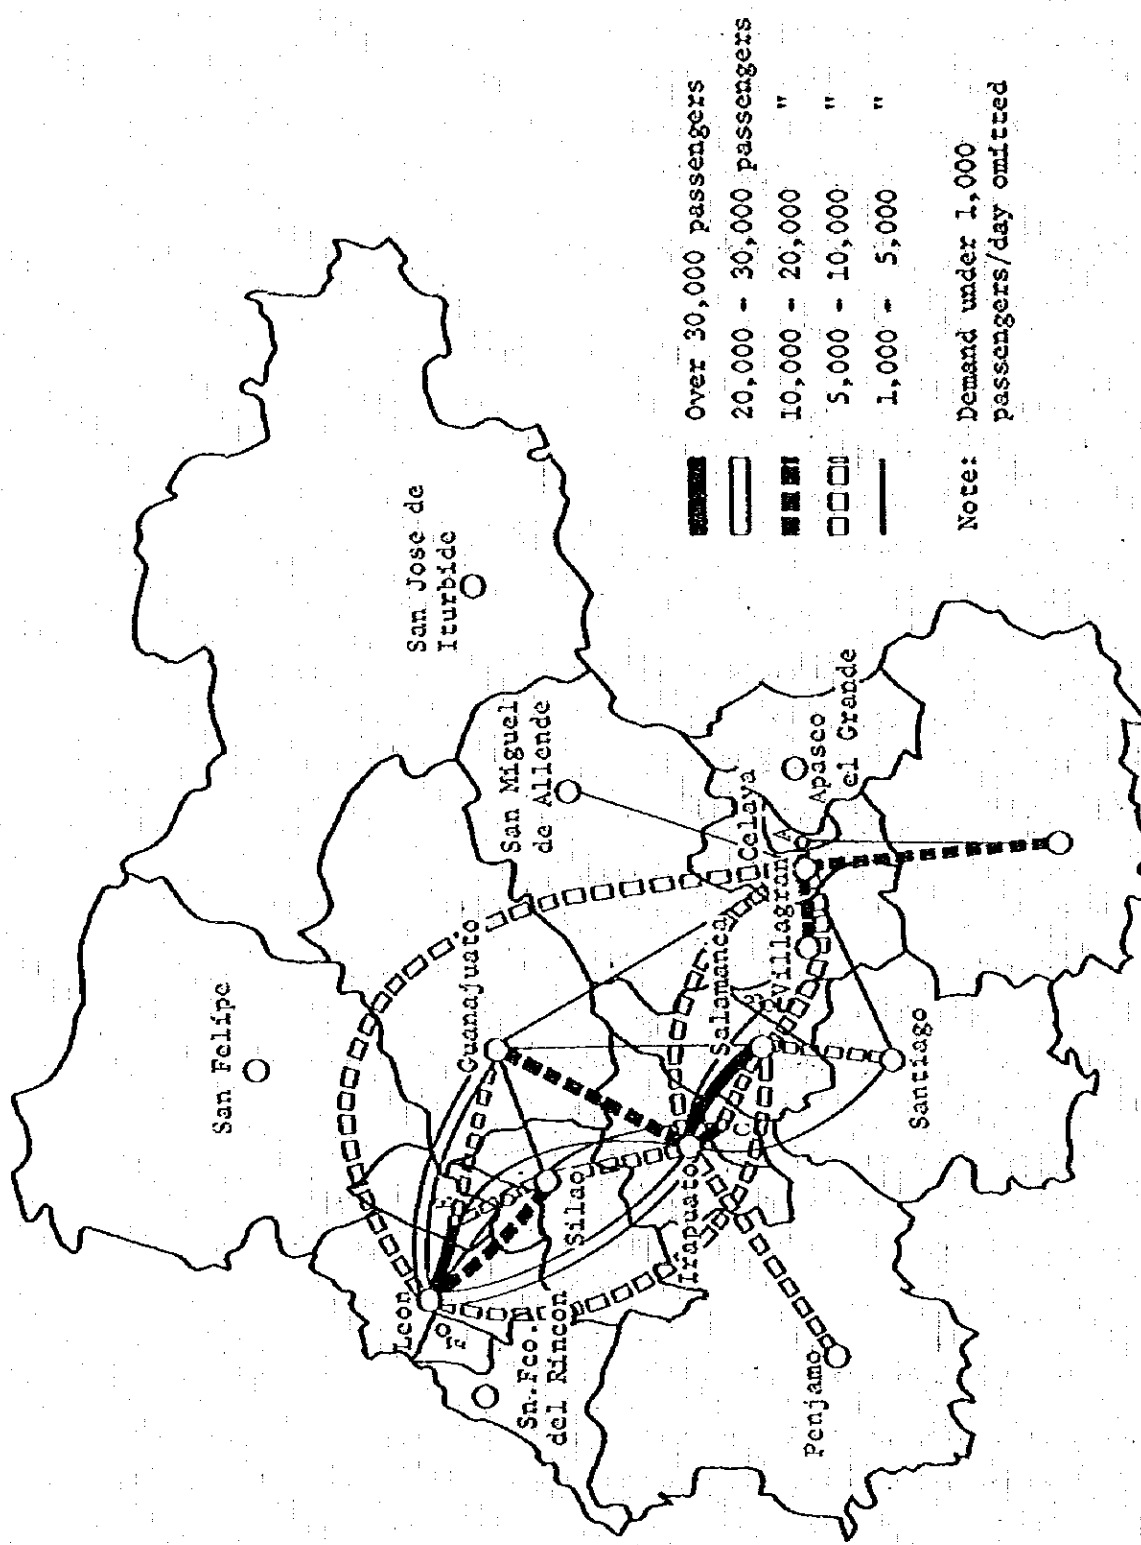 San Felipe
San Jose de
Iturbide
Guanajuato
San Miguel
de Allende
Leon
F
Silao
Sn.Fco.
del Rincon
Irapuato
C
Salamanca
B
Villagran
Celaya
A
Apaseo
el Grande
Santiago
Penjamo
Over 30,000 passengers
20,000 - 30,000 passengers
10,000 - 20,000 "
5,000 - 10,000 "
1,000 - 5,000 "
Note: Demand under 1,000
passengers/day omitted